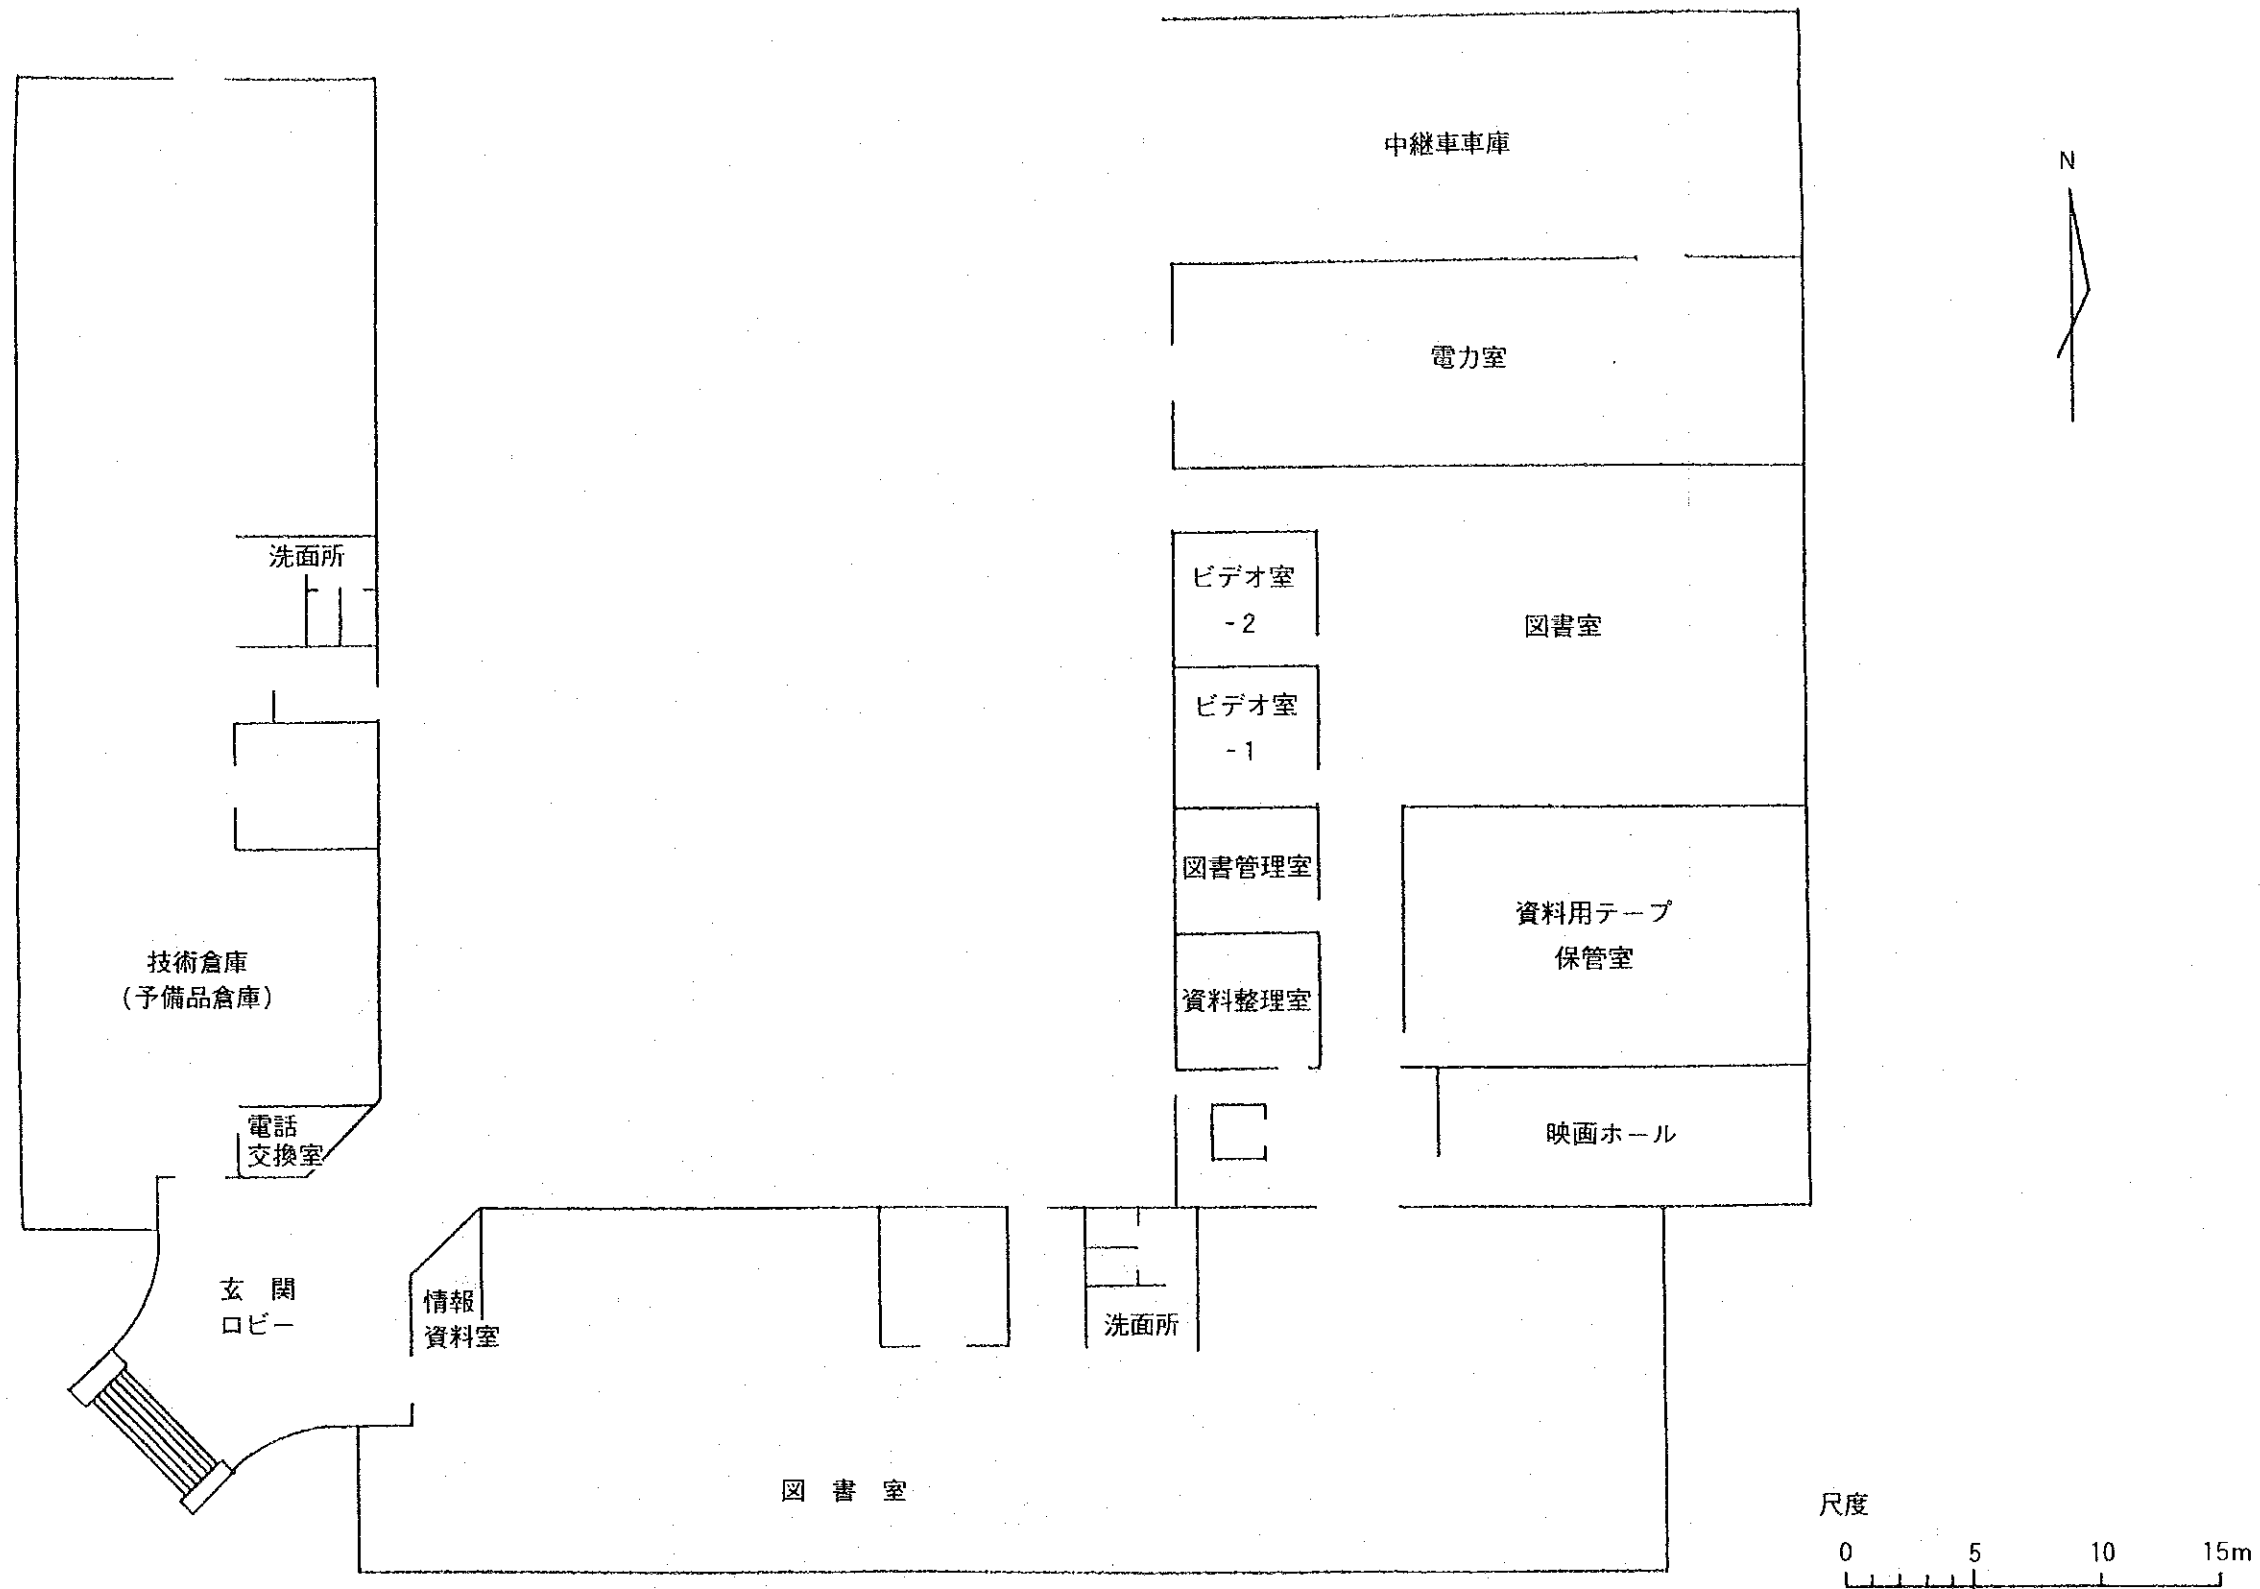 中継車車庫
N
電力室
洗面所
ビデオ室
-2
図書室
ビデオ室
-1
図書管理室
資料用テープ
保管室
技術倉庫
(予備品倉庫)
資料整理室
電話
交換室
映画ホール
玄 関
ロビー
情報
資料室
洗面所
図 書 室
尺度
0 5 10 15m